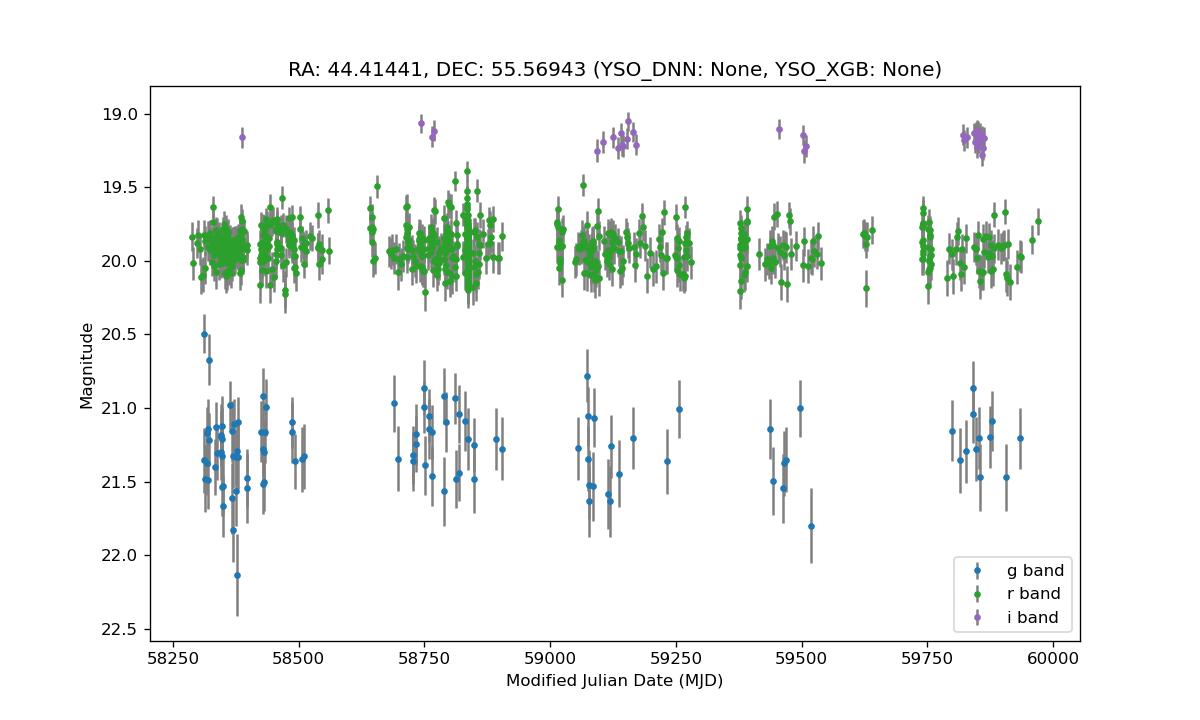 RA: 44.41441, DEC: 55.56943 (YSO_DNN: None, YSO_XGB: None)
19.0
19.5
20.0
20.5
21.0
21.5
22.0
22.5
Magnitude
58250 58500 58750 59000 59250 59500 59750 60000
Modified Julian Date (MJD)
g band
r band
i band